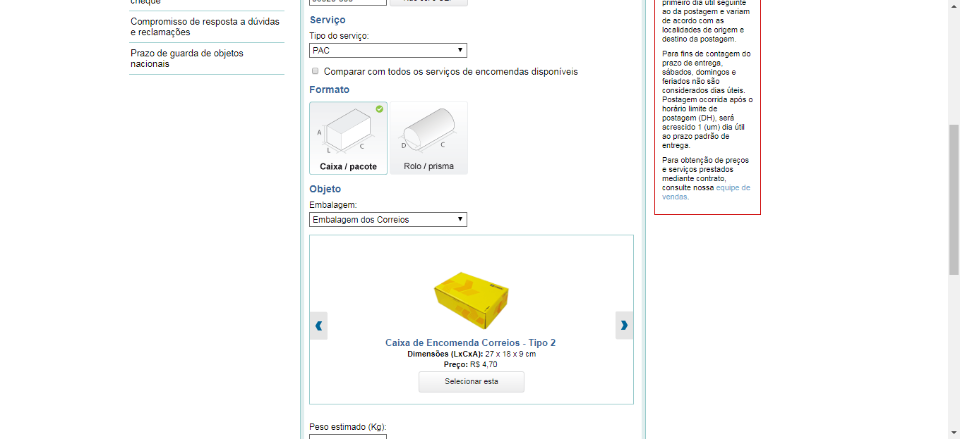 cheque
Compromisso de resposta a dúvidas
e reclamações
Prazo de guarda de objetos
nacionais
Serviço
Tipo do serviço:
PAC
Comparar com todos os serviços de encomendas disponíveis
Formato
A
L
C
Caixa / pacote
D
C
Rolo / prisma
Objeto
Embalagem:
Embalagem dos Correios
Caixa de Encomenda Correios - Tipo 2
Dimensões (LxCxA): 27 x 18 x 9 cm
Preço: R$ 4,70
Selecionar esta
Peso estimado (Kg):
primeiro dia útil seguinte
ao da postagem e variam
de acordo com as
localidades de origem e
destino da postagem.
Para fins de contagem do
prazo de entrega,
sábados, domingos e
feriados não são
considerados dias úteis.
Postagem ocorrida após o
horário limite de
postagem (DH), será
acrescido 1 (um) dia útil
ao prazo padrão de
entrega.
Para obtenção de preços
e serviços prestados
mediante contrato,
consulte nossa equipe de
vendas.